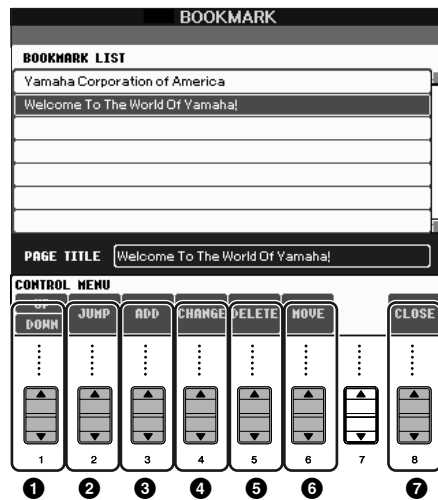 BOOKMARK
BOOKMARK LIST
Yamaha Corporation of America
Welcome To The World Of Yamaha!
PAGE TITLE Welcome To The World Of Yamaha!
CONTROL MENU
UP
DOWN JUMP ADD CHANGE DELETE MOVE CLOSE
1 2 3 4 5 6 7 8
❶ ❷ ❸ ❹ ❺ ❻ ❼